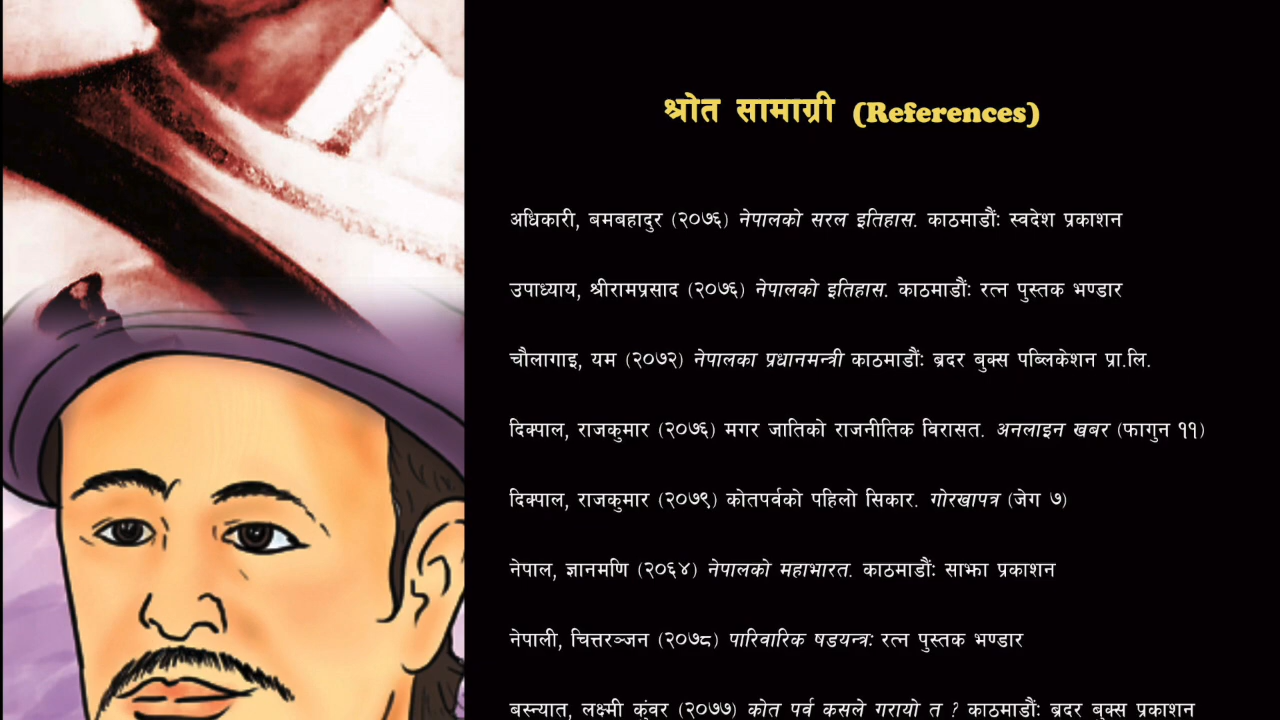 श्रोत सामाग्री (References)
अधिकारी, बमबहादुर (२०७६) नेपालको सरल इतिहास. काठमाडौंः स्वदेश प्रकाशन
उपाध्याय, श्रीरामप्रसाद (२०७६) नेपालको इतिहास. काठमाडौंः रत्न पुस्तक भण्डार
चौलागाइ, यम (२०७२) नेपालका प्रधानमन्त्री काठमाडौंः ब्रदर बुक्स पब्लिकेशन प्रा.लि.
दिक्पाल, राजकुमार (२०७६) मगर जातिको राजनीतिक विरासत. अनलाइन खबर (फागुन ११)
दिक्पाल, राजकुमार (२०७९) कोतपर्वको पहिलो सिकार. गोरखापत्र (जेग ७)
नेपाल, ज्ञानमणि (२०६४) नेपालको महाभारत. काठमाडौंः साझा प्रकाशन
नेपाली, चित्तरञ्जन (२०७८) पारिवारिक षडयन्त्रः रत्न पुस्तक भण्डार
बस्न्यात, लक्ष्मी कुंवर (२०७७) कोत पर्व कसले गरायो त ? काठमाडौंः ब्रदर बुक्स प्रकाशन